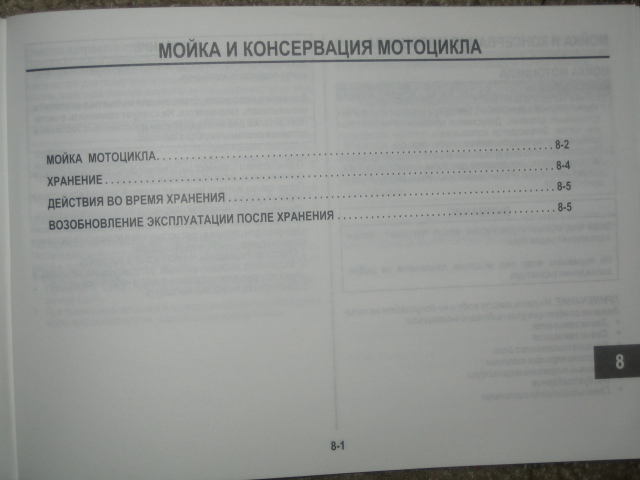 МОЙКА И КОНСЕРВАЦИЯ МОТОЦИКЛА
МОЙКА МОТОЦИКЛА. . . . . . . . . . . . . . . . . . . . . . . . . . . . . . . . . . . . . . . . . . . . . . . . . . . . . . . . . . . . 8-2
ХРАНЕНИЕ . . . . . . . . . . . . . . . . . . . . . . . . . . . . . . . . . . . . . . . . . . . . . . . . . . . . . . . . . . . . . . . . . . . . 8-4
ДЕЙСТВИЯ ВО ВРЕМЯ ХРАНЕНИЯ . . . . . . . . . . . . . . . . . . . . . . . . . . . . . . . . . . . . . . . . . . . . . . . . . 8-5
ВОЗОБНОВЛЕНИЕ ЭКСПЛУАТАЦИИ ПОСЛЕ ХРАНЕНИЯ . . . . . . . . . . . . . . . . . . . . . . . . . . . . . . . . . 8-5
8
8-1